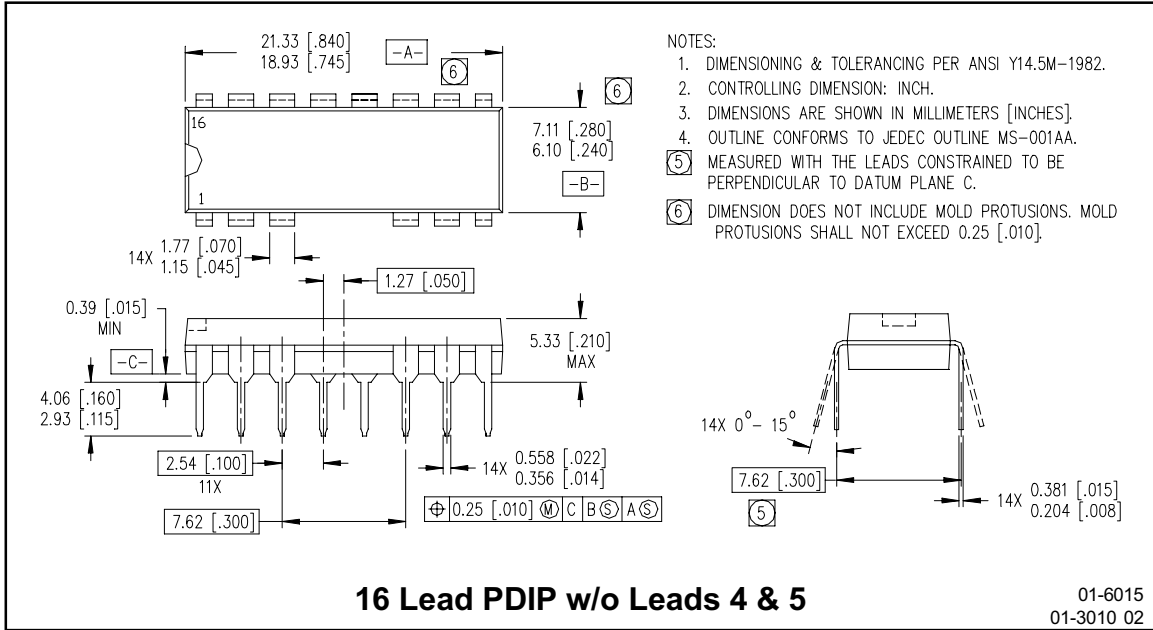 21.33 [.840]
18.93 [.745]
-A-
6
6
16
1
7.11 [.280]
6.10 [.240]
-B-
NOTES:
1. DIMENSIONING & TOLERANCING PER ANSI Y14.5M-1982.
2. CONTROLLING DIMENSION: INCH.
3. DIMENSIONS ARE SHOWN IN MILLIMETERS [INCHES].
4. OUTLINE CONFORMS TO JEDEC OUTLINE MS-001AA.
5 MEASURED WITH THE LEADS CONSTRAINED TO BE
PERPENDICULAR TO DATUM PLANE C.
6 DIMENSION DOES NOT INCLUDE MOLD PROTUSIONS. MOLD
PROTUSIONS SHALL NOT EXCEED 0.25 [.010].
14X 1.77 [.070]
1.15 [.045]
1.27 [.050]
0.39 [.015]
MIN
-C-
5.33 [.210]
MAX
4.06 [.160]
2.93 [.115]
2.54 [.100]
11X
7.62 [.300]
14X 0.558 [.022]
0.356 [.014]
⌖ 0.25 [.010] Ⓜ C B Ⓢ A Ⓢ
14X 0° - 15°
7.62 [.300]
5
14X 0.381 [.015]
0.204 [.008]
16 Lead PDIP w/o Leads 4 & 5
01-6015
01-3010 02